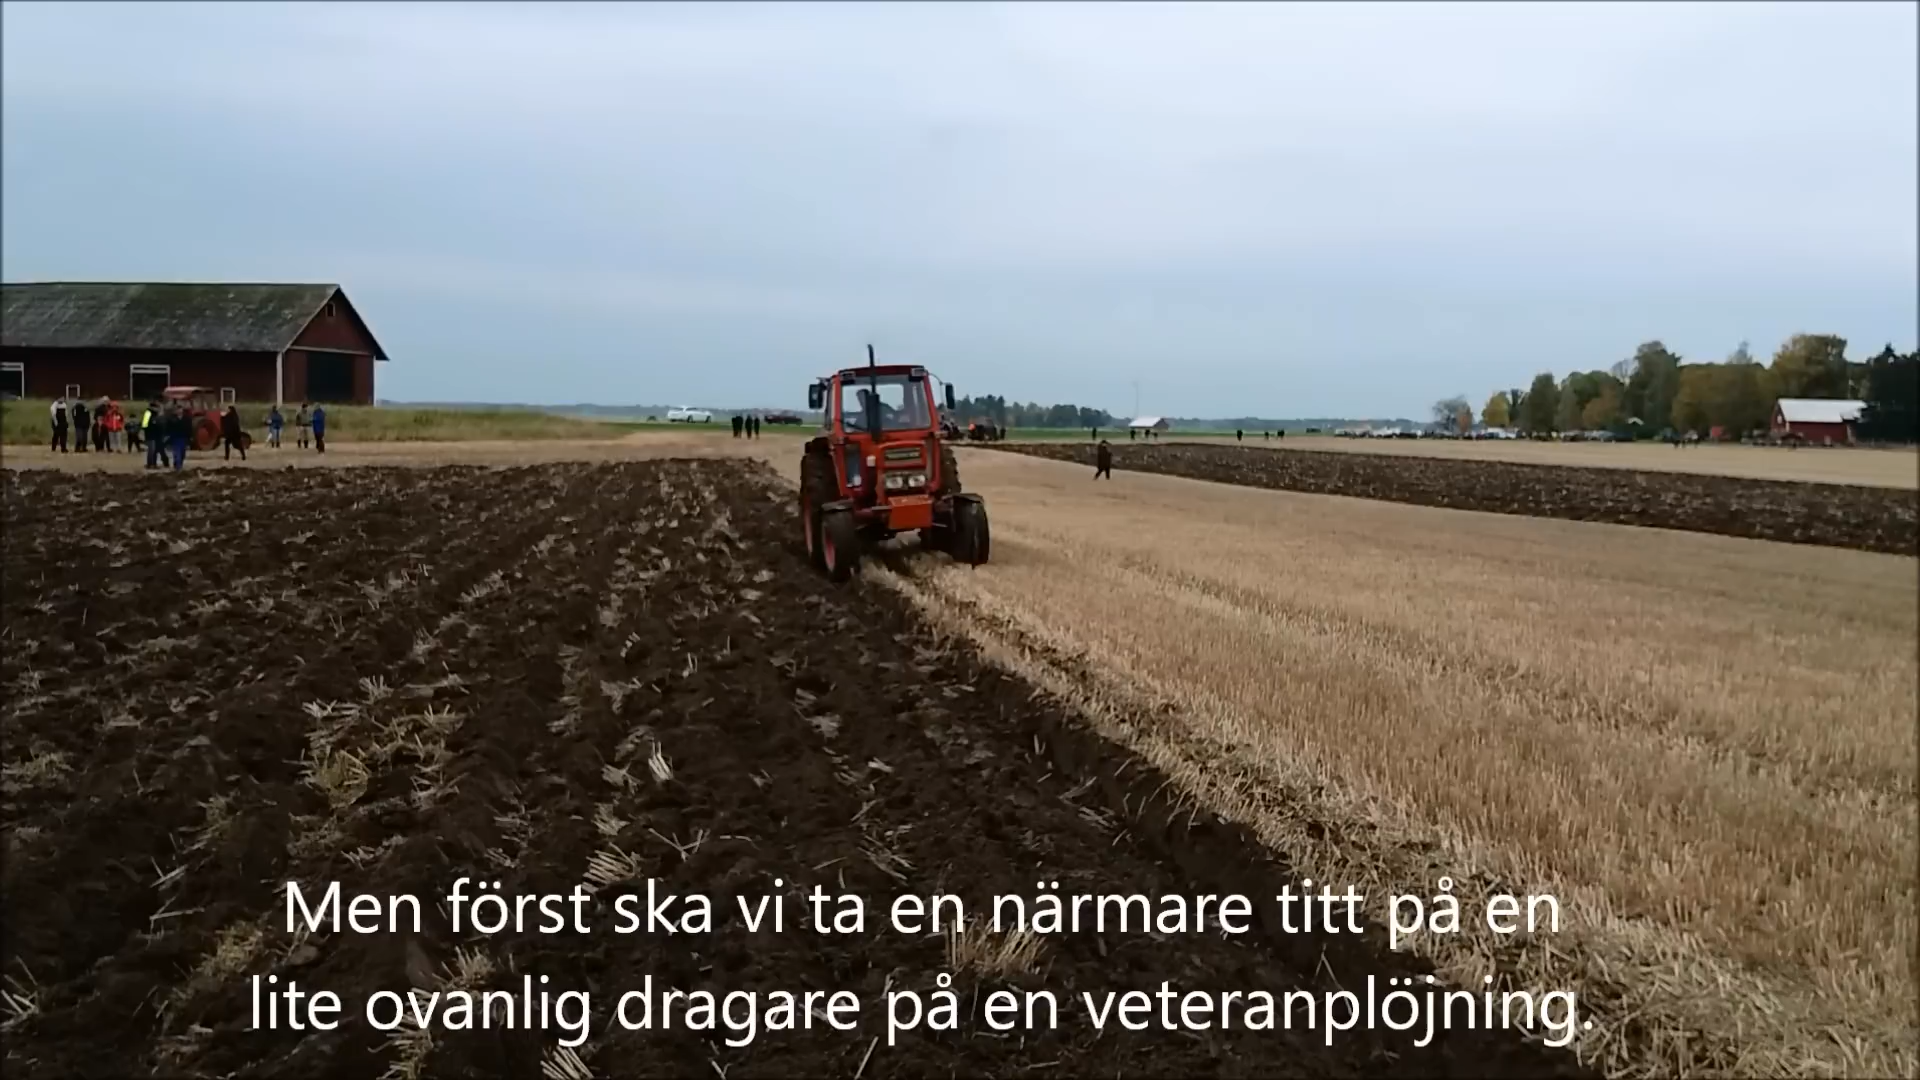 Men först ska vi ta en närmare titt på en
lite ovanlig dragare på en veteranplöjning.